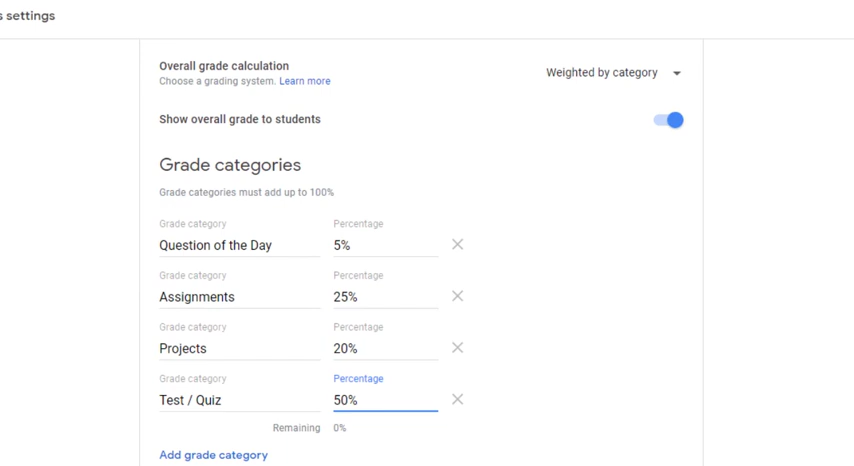 s settings
Overall grade calculation
Choose a grading system. Learn more
Weighted by category
Show overall grade to students
Grade categories
Grade categories must add up to 100%
Grade category Percentage
Question of the Day 5%
Grade category Percentage
Assignments 25%
Grade category Percentage
Projects 20%
Grade category Percentage
Test / Quiz 50%
Remaining 0%
Add grade category